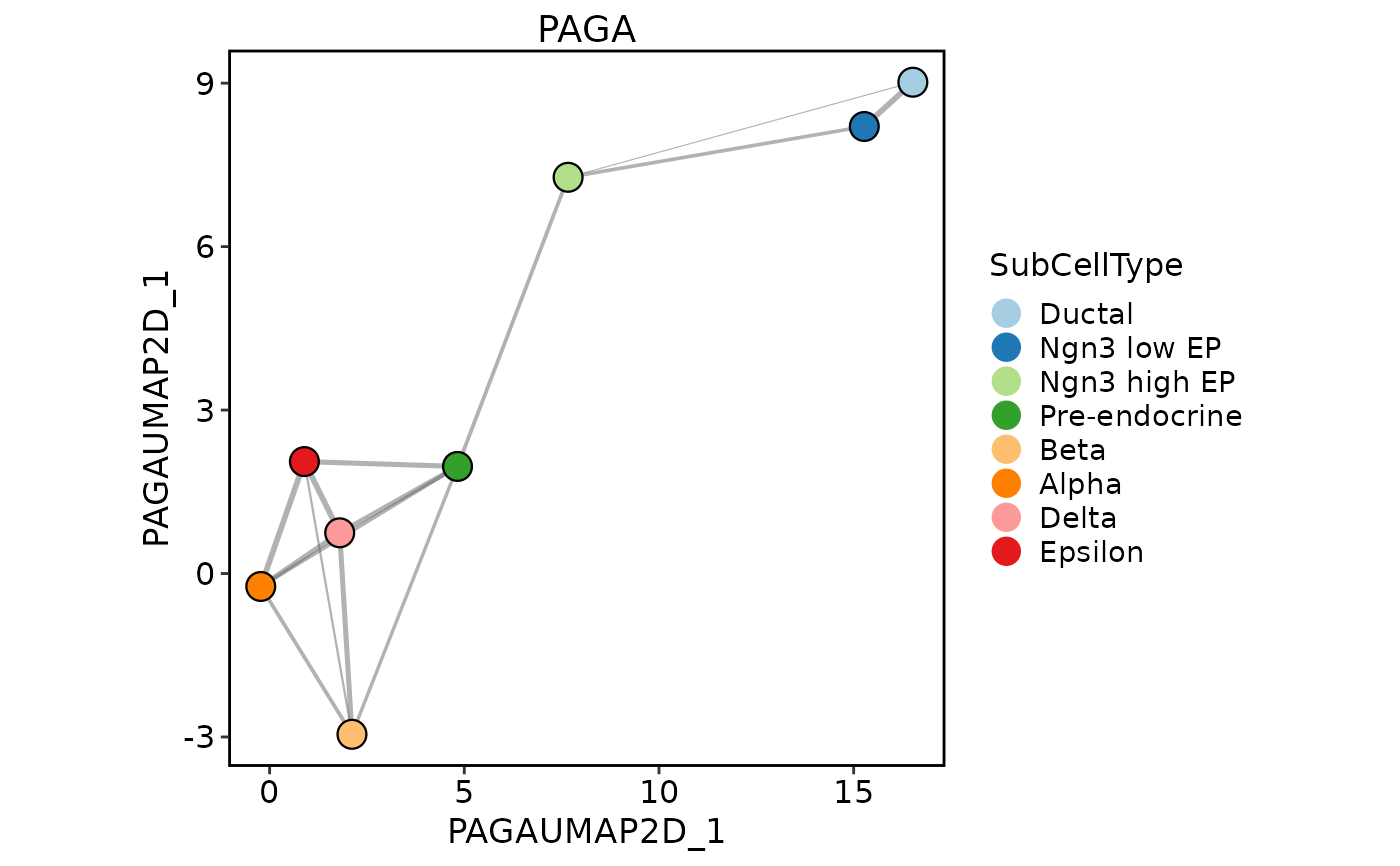 PAGA
9
6
3
0
-3
PAGAUMAP2D_1
0 5 10 15
PAGAUMAP2D_1
SubCellType
Ductal
Ngn3 low EP
Ngn3 high EP
Pre-endocrine
Beta
Alpha
Delta
Epsilon